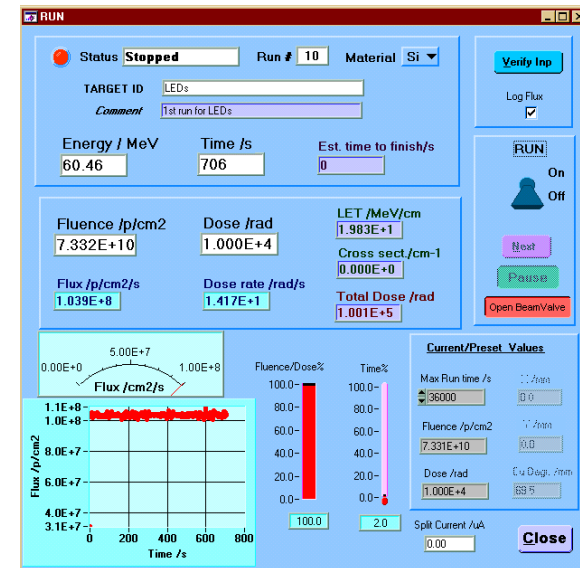 RUN
Status Stopped Run # 10 Material Si
Verify Inp
TARGET ID LEDs
Log Flux
Comment 1st run for LEDs
Energy / MeV Time /s Est. time to finish/s
60.46 706 0
RUN
On
Off
Fluence /p/cm2 Dose /rad LET /MeV/cm
7.332E+10 1.000E+4 1.983E+1
Cross sect./cm-1
0.000E+0
Next
Flux /p/cm2/s Dose rate /rad/s Total Dose /rad
1.039E+8 1.417E+1 1.001E+5
Pause
Open BeamValve
5.00E+7
0.00E+0 1.00E+8
Flux /cm2/s
Fluence/Dose% Time%
100.0 100.0
80.0 80.0
60.0 60.0
40.0 40.0
20.0 20.0
0.0 0.0
100.0 2.0
Current/Preset Values
Max Run time /s /mm
36000 0.0
Fluence /p/cm2 /mm
7.331E+10 0.0
Dose /rad Cu Degr. /mm
1.000E+4 69.5
Split Current /uA
0.00
Close
Flux /p/cm2
1.1E+8
1.0E+8
8.0E+7
6.0E+7
4.0E+7
3.1E+7
0 200 400 600 800
Time /s